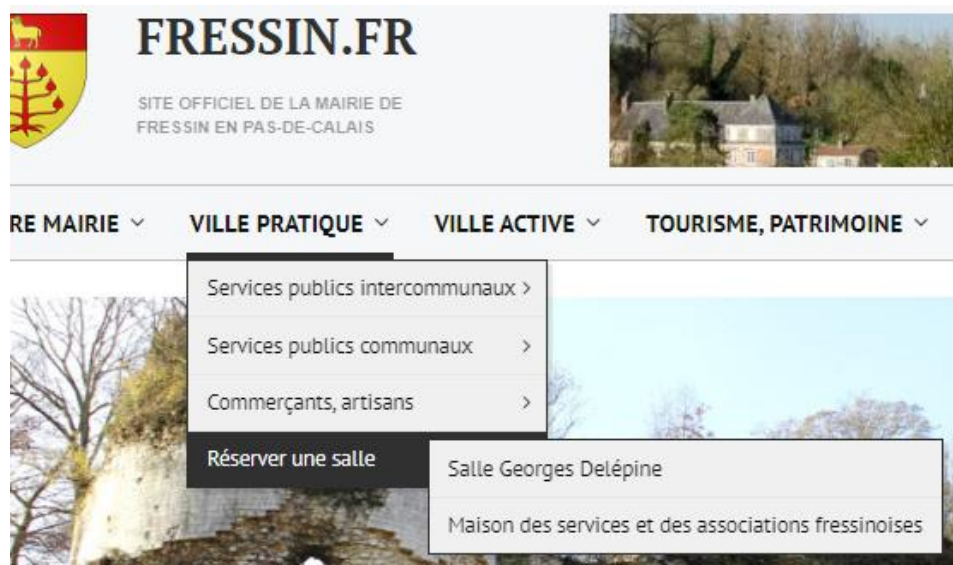 FRESSIN.FR
SITE OFFICIEL DE LA MAIRIE DE
FRESSIN EN PAS-DE-CALAIS
RE MAIRIE
VILLE PRATIQUE
VILLE ACTIVE
TOURISME, PATRIMOINE
Services publics intercommunaux
Services publics communaux
Commerçants, artisans
Réserver une salle
Salle Georges Delépine
Maison des services et des associations fressinoises